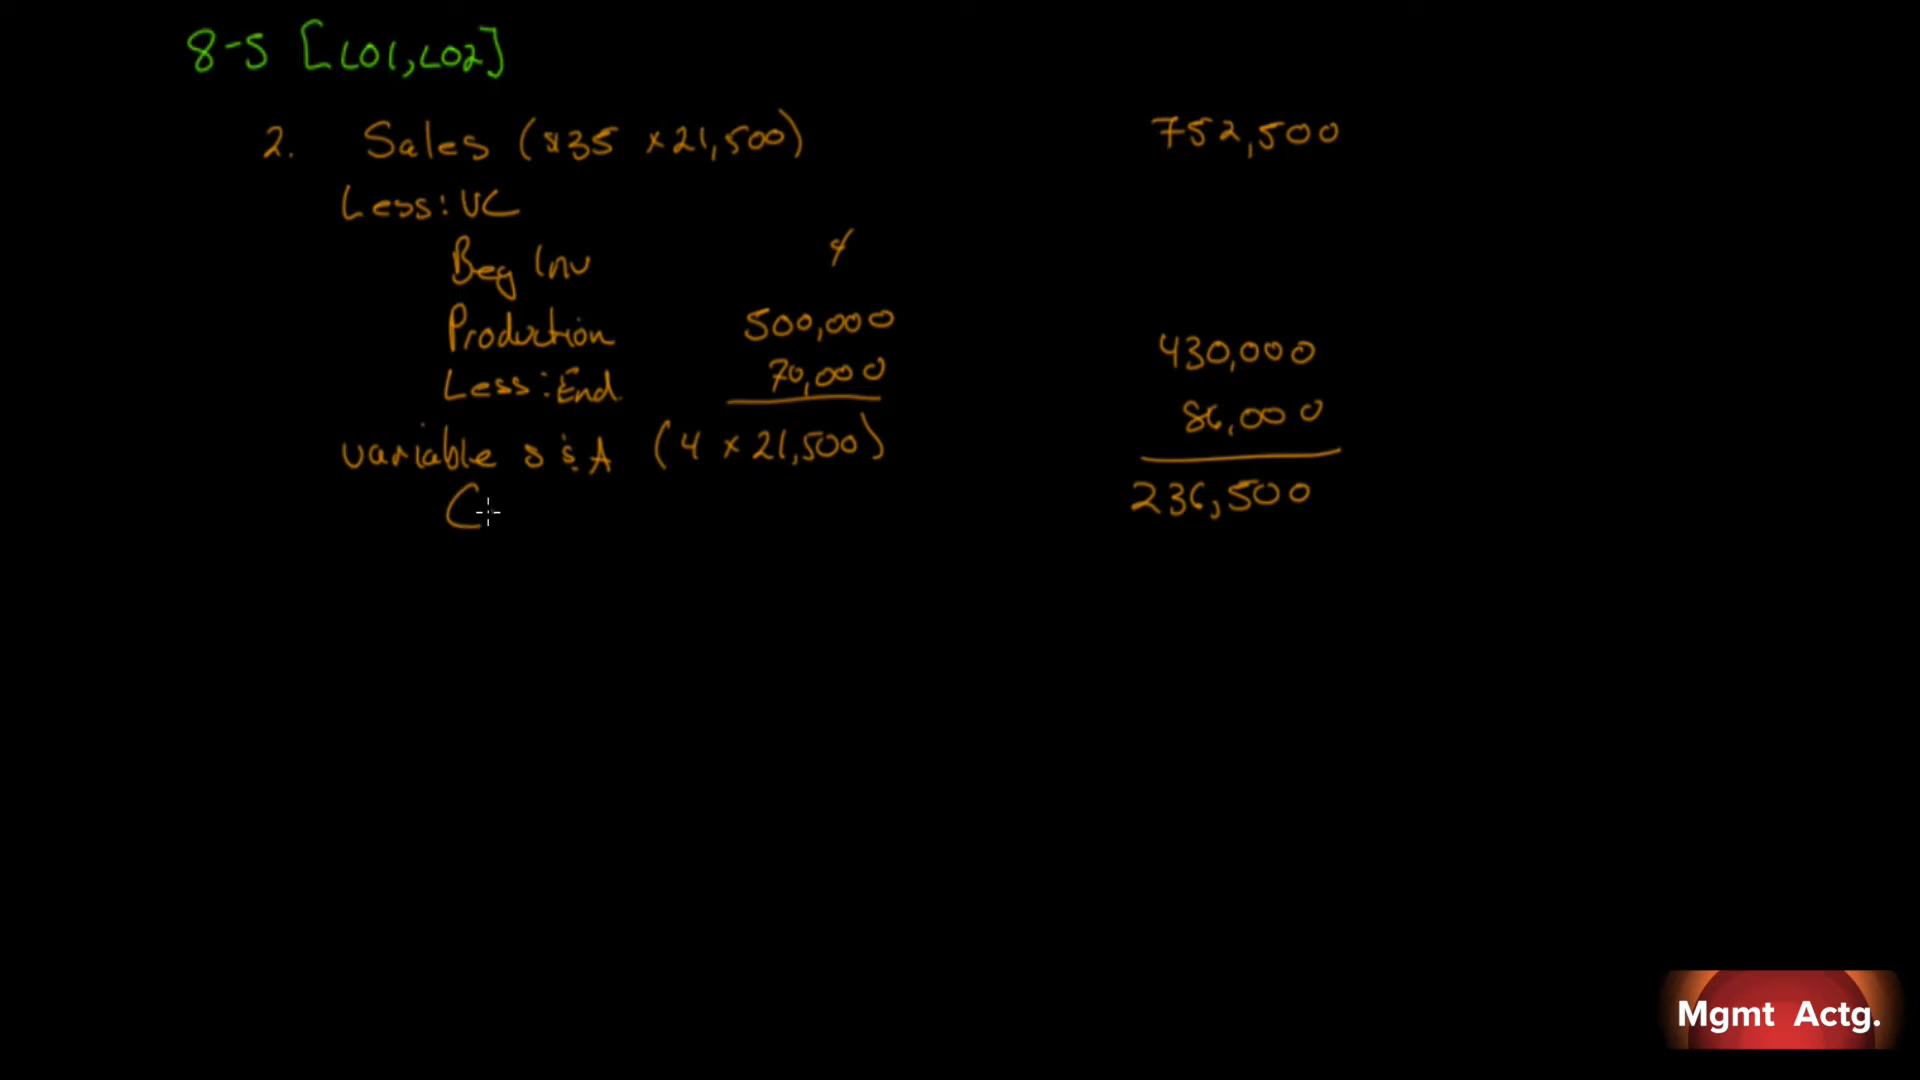 8-5 [LO1, LO2]
2. Sales ($35 x 21,500) 752,500
Less: VC
Beg Inv ∅
Production 500,000
Less: End. 70,000 430,000
variable S & A (4 x 21,500) 86,000
C 236,500
Mgmt Actg.